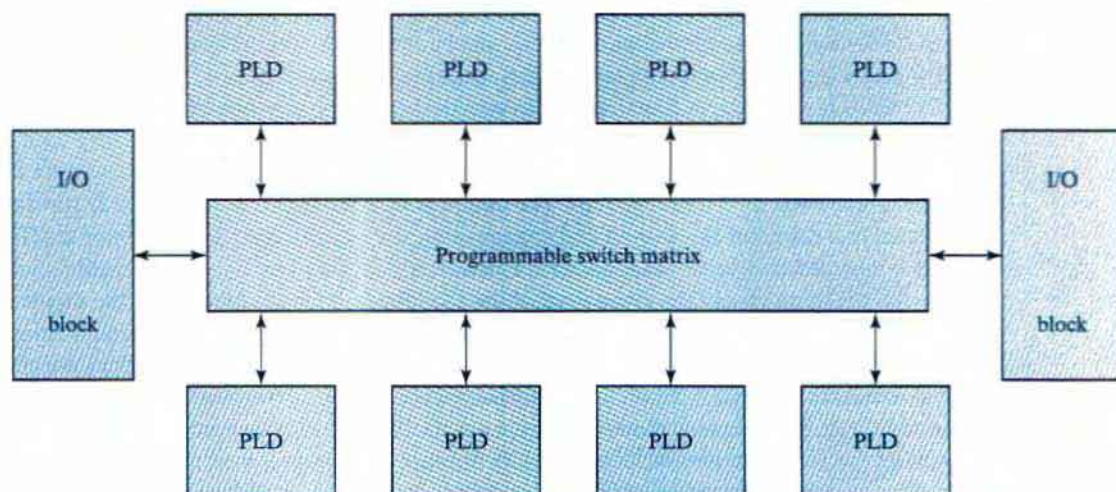 PLD PLD PLD PLD
I/O I/O
Programmable switch matrix
block block
PLD PLD PLD PLD